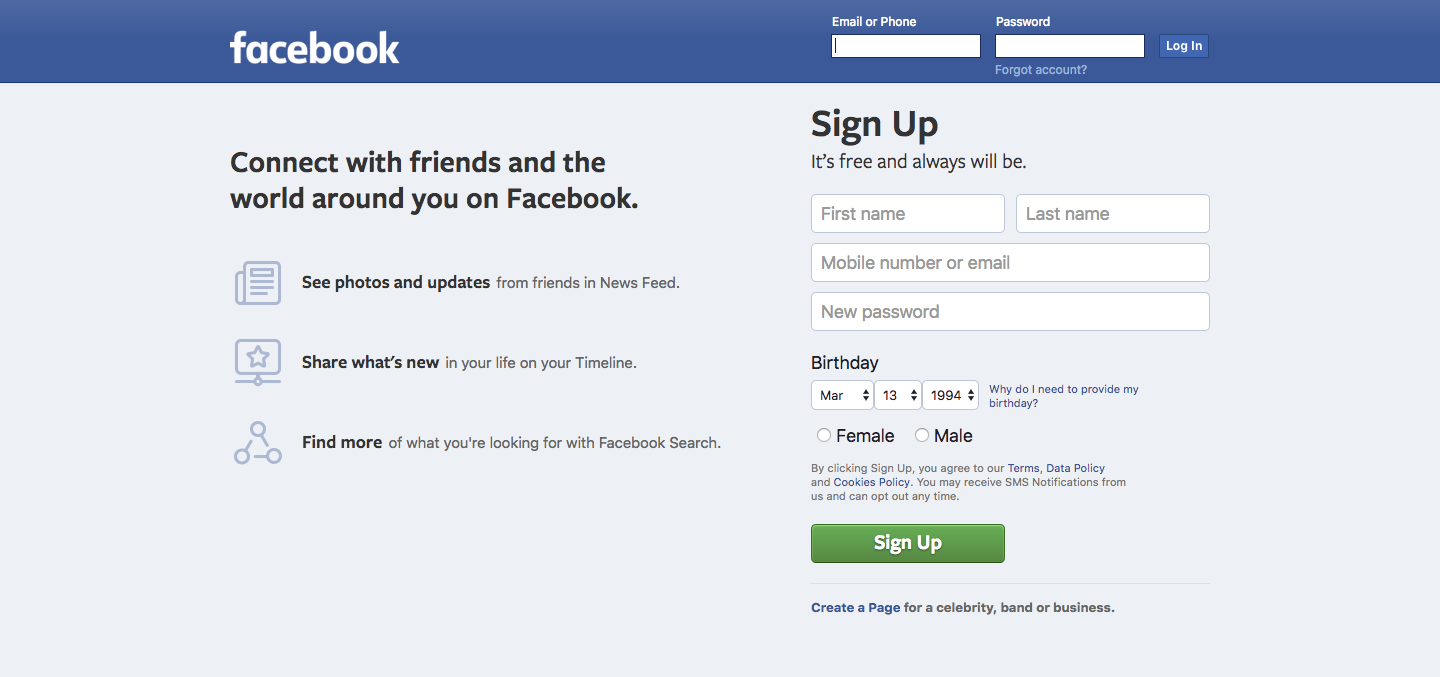 facebook
Email or Phone
Password
Log In
Forgot account?
Connect with friends and the
world around you on Facebook.
See photos and updates from friends in News Feed.
Share what's new in your life on your Timeline.
Find more of what you're looking for with Facebook Search.
Sign Up
It's free and always will be.
First name
Last name
Mobile number or email
New password
Birthday
Mar
13
1994
Why do I need to provide my
birthday?
Female
Male
By clicking Sign Up, you agree to our Terms, Data Policy
and Cookies Policy. You may receive SMS Notifications from
us and can opt out any time.
Sign Up
Create a Page for a celebrity, band or business.